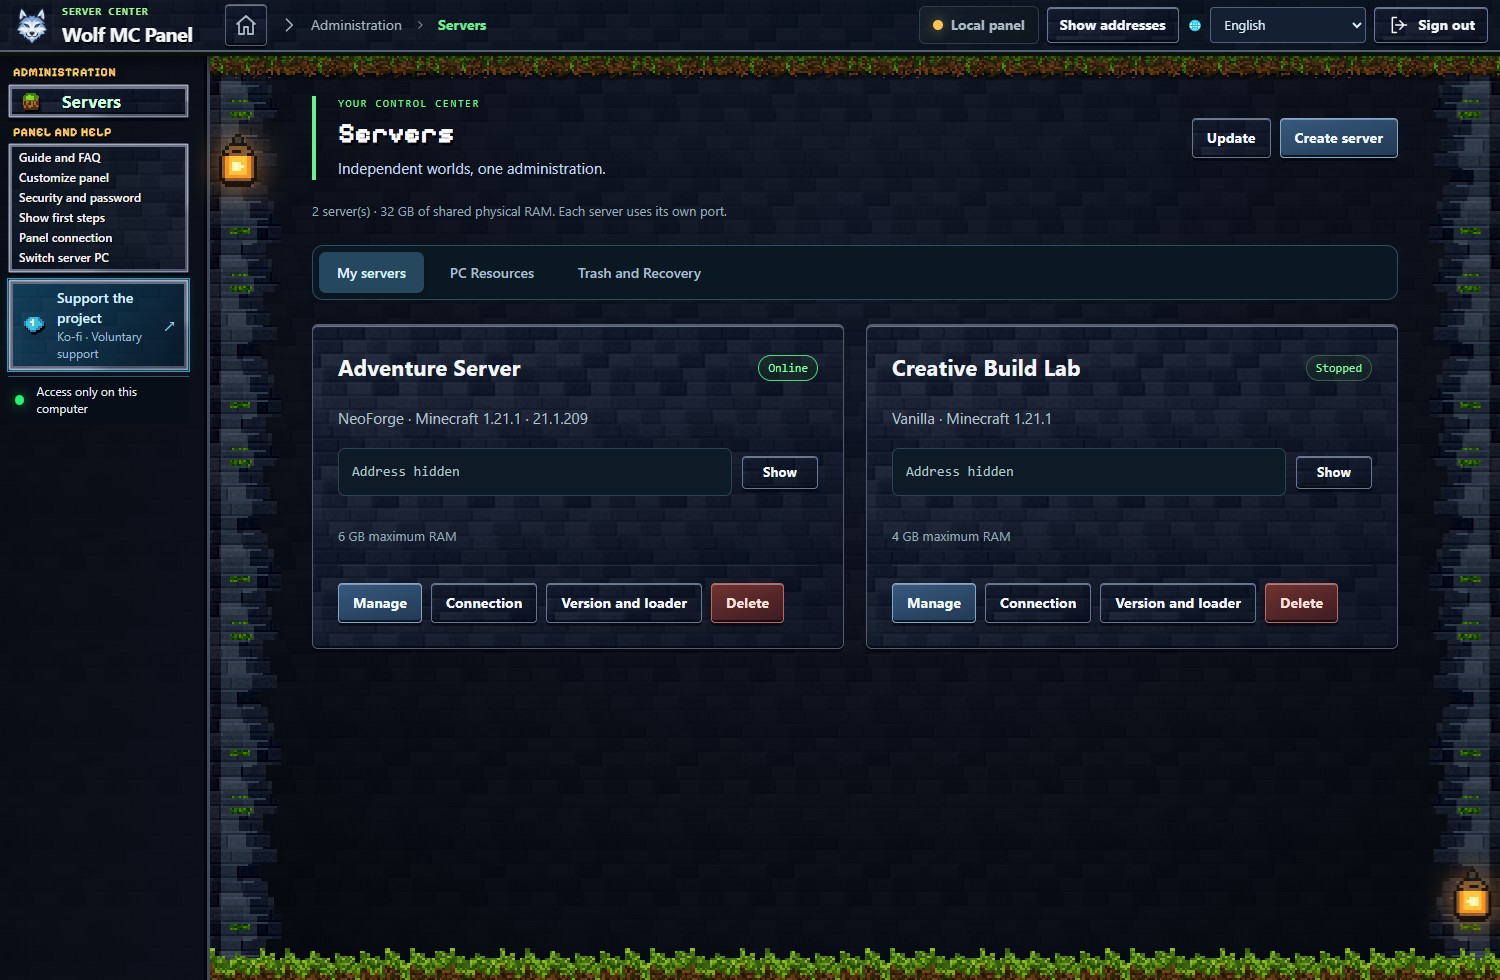 SERVER CENTER
Wolf MC Panel
Administration
Servers
Local panel
Show addresses
English
Sign out
ADMINISTRATION
Servers
PANEL AND HELP
Guide and FAQ
Customize panel
Security and password
Show first steps
Panel connection
Switch server PC
Support the
project
Ko-fi · Voluntary
support
Access only on this
computer
YOUR CONTROL CENTER
Servers
Independent worlds, one administration.
Update
Create server
2 server(s) · 32 GB of shared physical RAM. Each server uses its own port.
My servers
PC Resources
Trash and Recovery
Adventure Server
Online
NeoForge · Minecraft 1.21.1 · 21.1.209
Address hidden
Show
6 GB maximum RAM
Manage
Connection
Version and loader
Delete
Creative Build Lab
Stopped
Vanilla · Minecraft 1.21.1
Address hidden
Show
4 GB maximum RAM
Manage
Connection
Version and loader
Delete